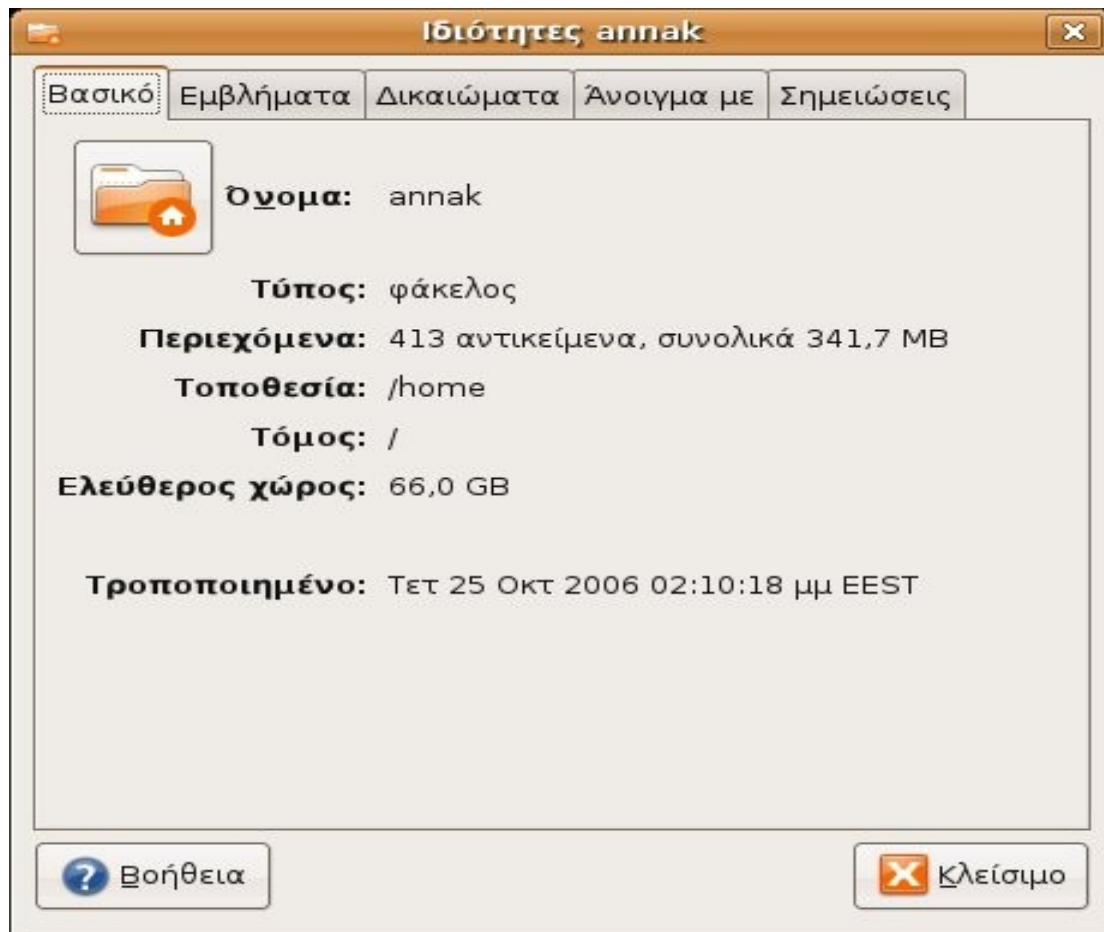 Ιδιότητες annak
Βασικό Εμβλήματα Δικαιώματα Άνοιγμα με Σημειώσεις
Όνομα: annak
Τύπος: φάκελος
Περιεχόμενα: 413 αντικείμενα, συνολικά 341,7 MB
Τοποθεσία: /home
Τόμος: /
Ελεύθερος χώρος: 66,0 GB
Τροποποιημένο: Τετ 25 Οκτ 2006 02:10:18 μμ EEST
Βοήθεια Κλείσιμο